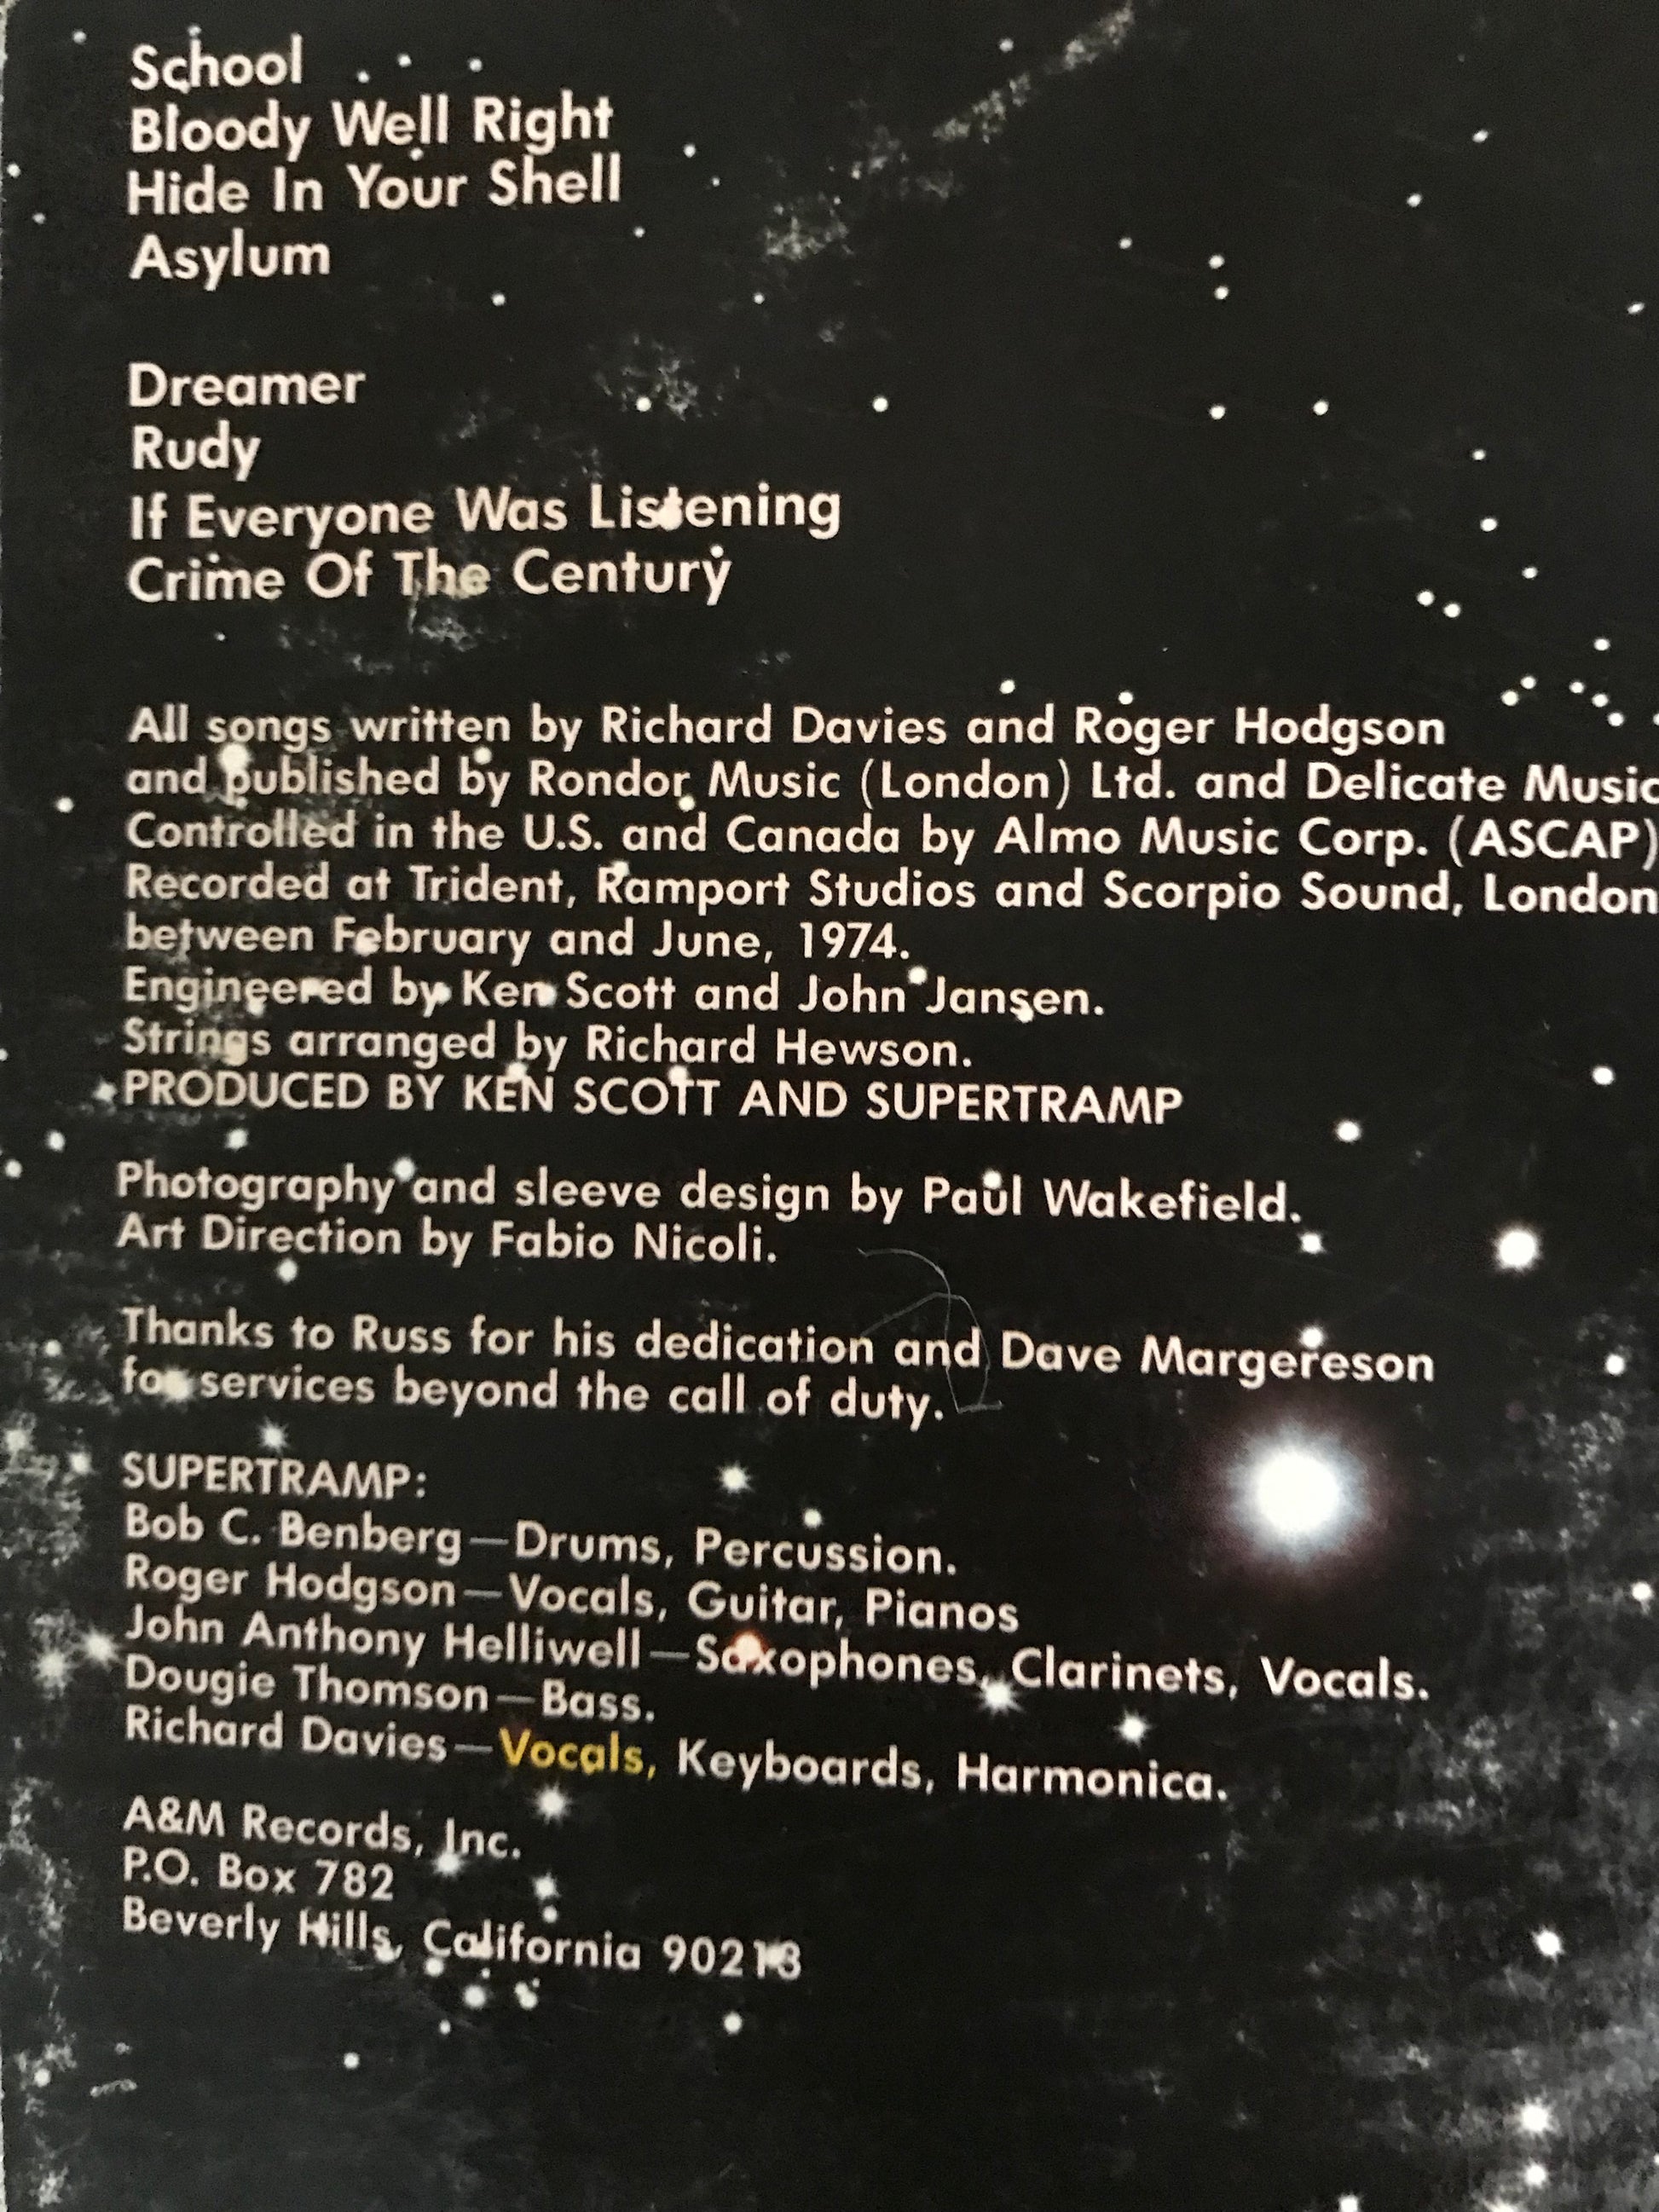 School
Bloody Well Right
Hide In Your Shell
Asylum
Dreamer
Rudy
If Everyone Was Listening
Crime Of The Century
All songs written by Richard Davies and Roger Hodgson
and published by Rondor Music (London) Ltd. and Delicate Music
Controlled in the U.S. and Canada by Almo Music Corp. (ASCAP)
Recorded at Trident, Ramport Studios and Scorpio Sound, London
between February and June, 1974.
Engineered by Ken Scott and John Jansen.
Strings arranged by Richard Hewson.
PRODUCED BY KEN SCOTT AND SUPERTRAMP
Photography and sleeve design by Paul Wakefield.
Art Direction by Fabio Nicoli.
Thanks to Russ for his dedication and Dave Margereson
for services beyond the call of duty.
SUPERTRAMP:
Bob C. Benberg—Drums, Percussion.
Roger Hodgson—Vocals, Guitar, Pianos
John Anthony Helliwell—Saxophones, Clarinets, Vocals.
Dougie Thomson—Bass.
Richard Davies—Vocals, Keyboards, Harmonica.
A&M Records, Inc.
P.O. Box 782
Beverly Hills, California 90213